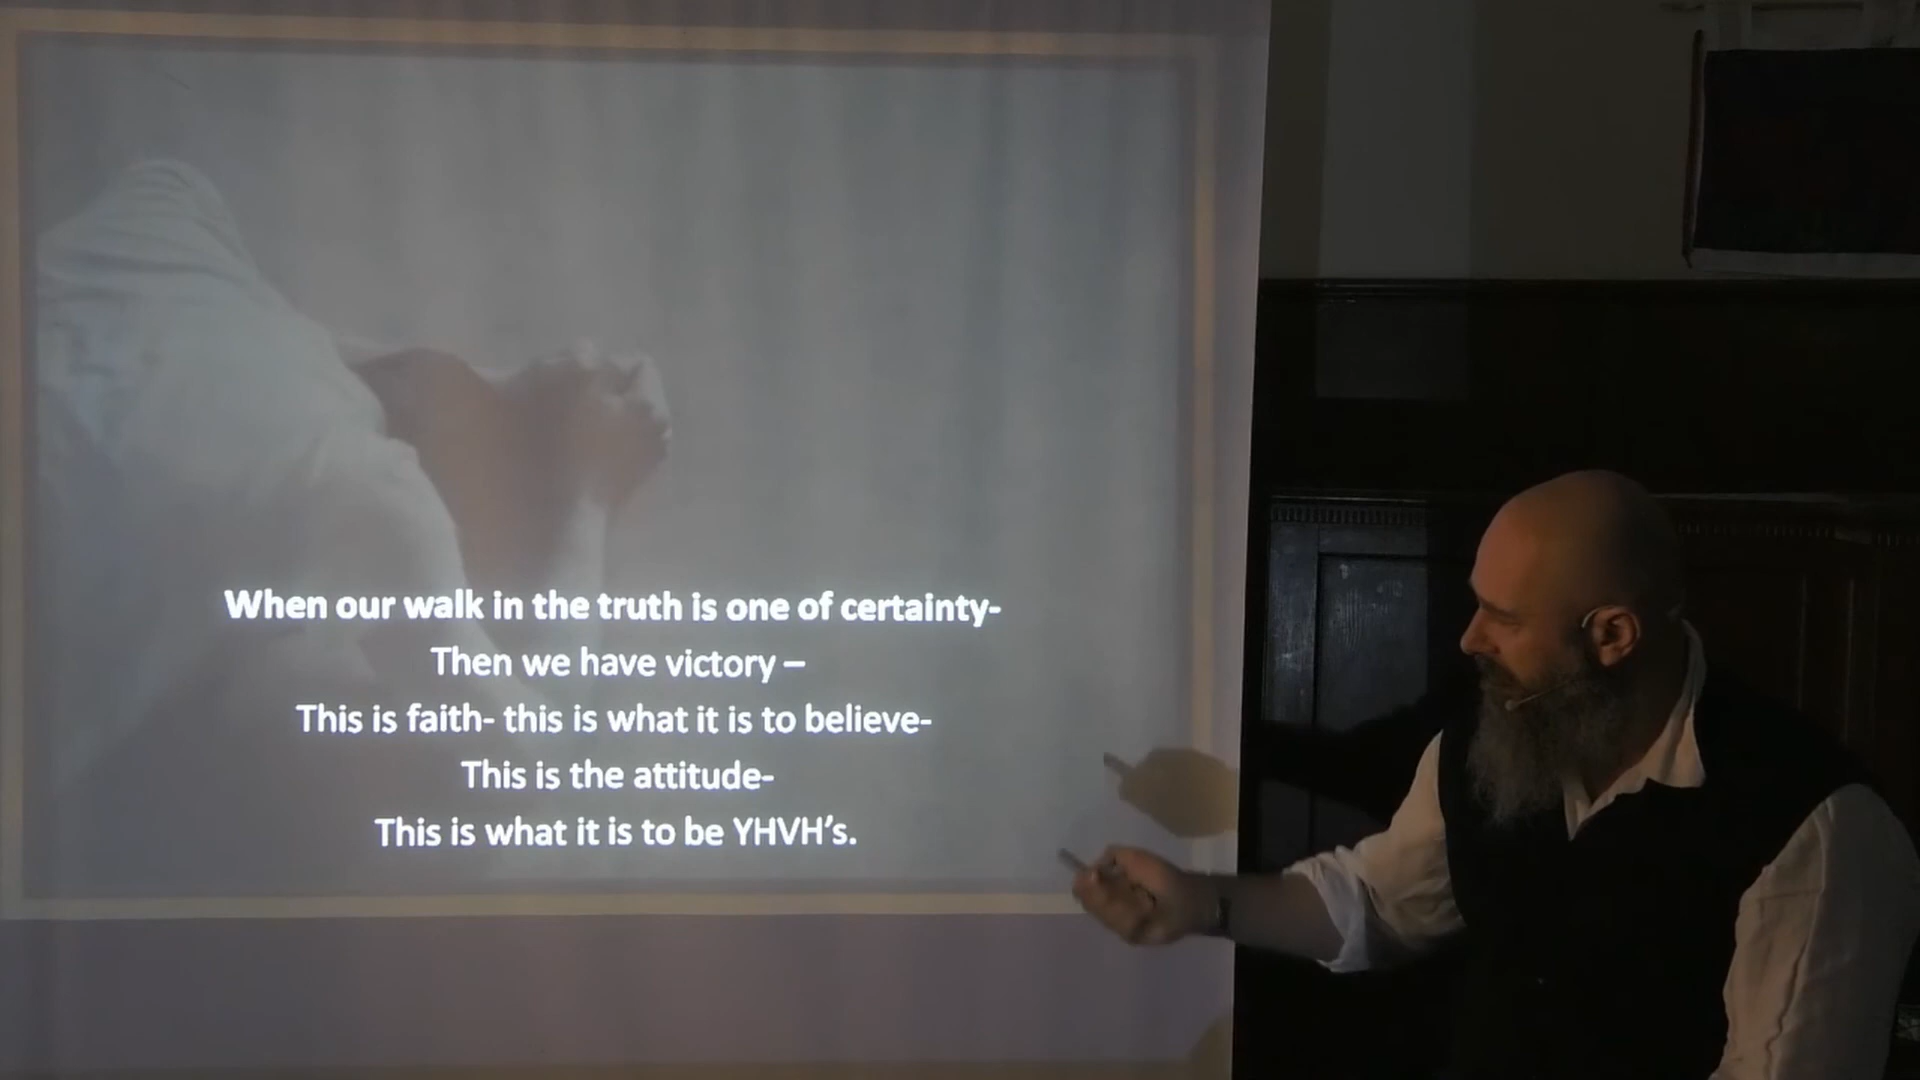 When our walk in the truth is one of certainty-
Then we have victory –
This is faith- this is what it is to believe-
This is the attitude-
This is what it is to be YHVH's.